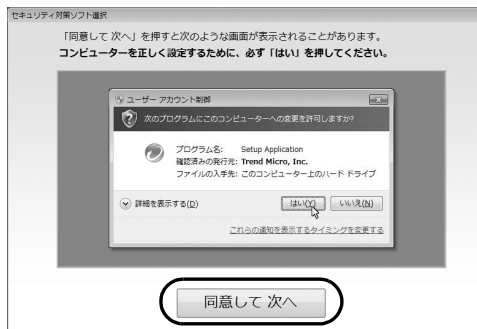 セキュリティ対策ソフト選択
「同意して 次へ」を押すと次のような画面が表示されることがあります。
コンピューターを正しく設定するために、必ず「はい」を押してください。
ユーザー アカウント制御
次のプログラムにこのコンピューターへの変更を許可しますか?
プログラム名: Setup Application
確認済みの発行元: Trend Micro, Inc.
ファイルの入手先: このコンピューター上のハード ドライブ
詳細を表示する(D) はい(Y) いいえ(N)
これらの通知を表示するタイミングを変更する
同意して 次へ